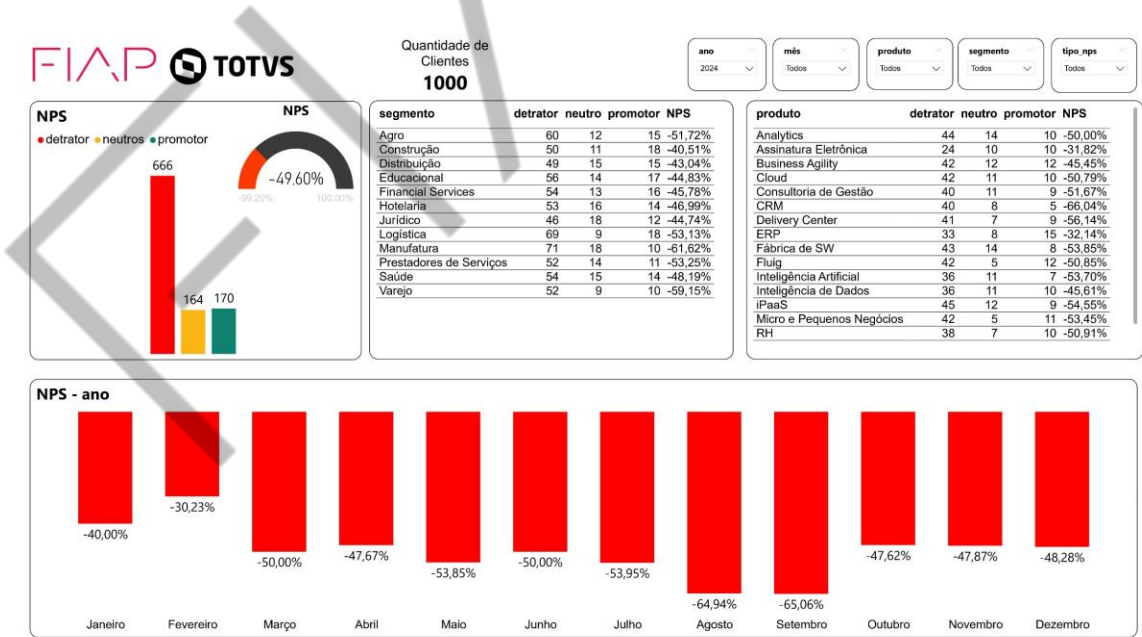 FIAP TOTVS
Quantidade de
Clientes
1000
ano
2024
mês
Todos
produto
Todos
segmento
Todos
tipo_nps
Todos
NPS
detrator neutros promotor
666
164
170
NPS
-49,60%
-99,20% 100,00%
segmento detrator neutro promotor NPS
Agro 60 12 15 -51,72%
Construção 50 11 18 -40,51%
Distribuição 49 15 15 -43,04%
Educacional 56 14 17 -44,83%
Financial Services 54 13 16 -45,78%
Hotelaria 53 16 14 -46,99%
Jurídico 46 18 12 -44,74%
Logística 69 9 18 -53,13%
Manufatura 71 18 10 -61,62%
Prestadores de Serviços 52 14 11 -53,25%
Saúde 54 15 14 -48,19%
Varejo 52 9 10 -59,15%
produto detrator neutro promotor NPS
Analytics 44 14 10 -50,00%
Assinatura Eletrônica 24 10 10 -31,82%
Business Agility 42 12 12 -45,45%
Cloud 42 11 10 -50,79%
Consultoria de Gestão 40 11 9 -51,67%
CRM 40 8 5 -66,04%
Delivery Center 41 7 9 -56,14%
ERP 33 8 15 -32,14%
Fábrica de SW 43 14 8 -53,85%
Fluig 42 5 12 -50,85%
Inteligência Artificial 36 11 7 -53,70%
Inteligência de Dados 36 11 10 -45,61%
iPaaS 45 12 9 -54,55%
Micro e Pequenos Negócios 42 5 11 -53,45%
RH 38 7 10 -50,91%
NPS - ano
-40,00%
-30,23%
-50,00%
-47,67%
-53,85%
-50,00%
-53,95%
-64,94%
-65,06%
-47,62%
-47,87%
-48,28%
Janeiro Fevereiro Março Abril Maio Junho Julho Agosto Setembro Outubro Novembro Dezembro